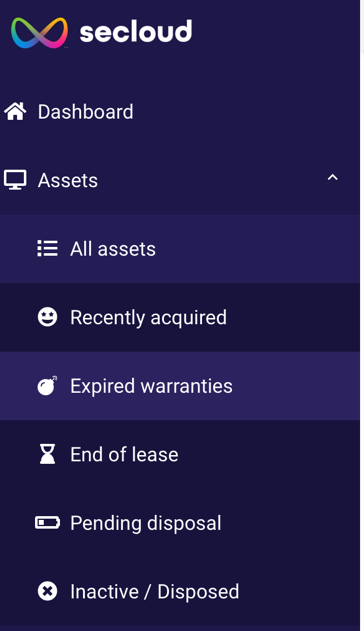 secloud
Dashboard
Assets
All assets
Recently acquired
Expired warranties
End of lease
Pending disposal
Inactive / Disposed